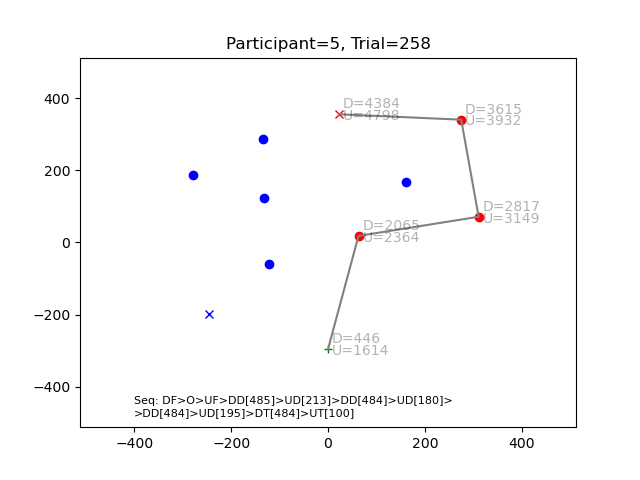 Participant=5, Trial=258
400
200
0
−200
−400
−400
−200
0
200
400
D=4384
U=4798
D=3615
U=3932
D=2817
U=3149
D=2065
U=2364
D=446
U=1614
Seq: DF>O>UF>DD[485]>UD[213]>DD[484]>UD[180]>
>DD[484]>UD[195]>DT[484]>UT[100]